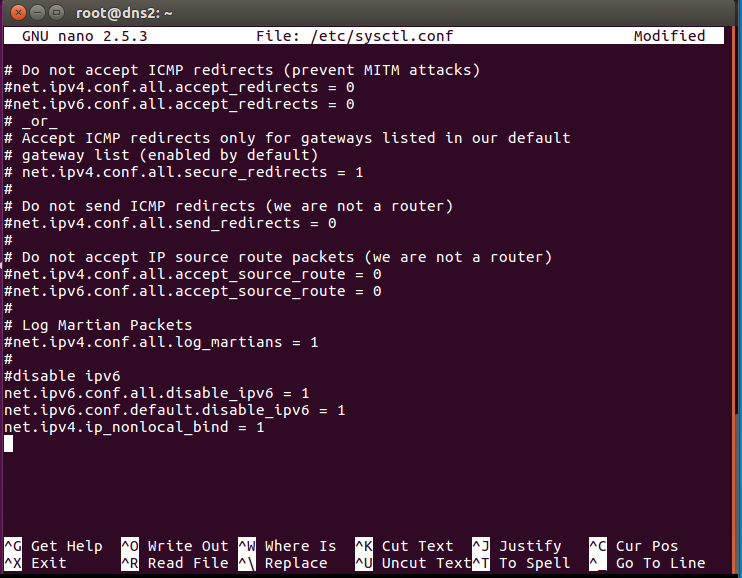 root@dns2: ~
GNU nano 2.5.3 File: /etc/sysctl.conf Modified
# Do not accept ICMP redirects (prevent MITM attacks)
#net.ipv4.conf.all.accept_redirects = 0
#net.ipv6.conf.all.accept_redirects = 0
# _or_
# Accept ICMP redirects only for gateways listed in our default
# gateway list (enabled by default)
# net.ipv4.conf.all.secure_redirects = 1
#
# Do not send ICMP redirects (we are not a router)
#net.ipv4.conf.all.send_redirects = 0
#
# Do not accept IP source route packets (we are not a router)
#net.ipv4.conf.all.accept_source_route = 0
#net.ipv6.conf.all.accept_source_route = 0
#
# Log Martian Packets
#net.ipv4.conf.all.log_martians = 1
#
#disable ipv6
net.ipv6.conf.all.disable_ipv6 = 1
net.ipv6.conf.default.disable_ipv6 = 1
net.ipv4.ip_nonlocal_bind = 1
^G Get Help ^O Write Out ^W Where Is ^K Cut Text ^J Justify ^C Cur Pos
^X Exit ^R Read File ^\ Replace ^U Uncut Text ^T To Spell ^_ Go To Line